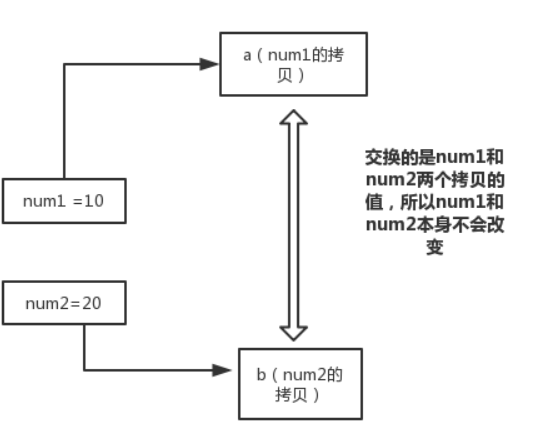 a（num1的拷
贝）
num1 =10
交换的是num1和
num2两个拷贝的
值，所以num1和
num2本身不会改
变
num2=20
b（num2的
拷贝）